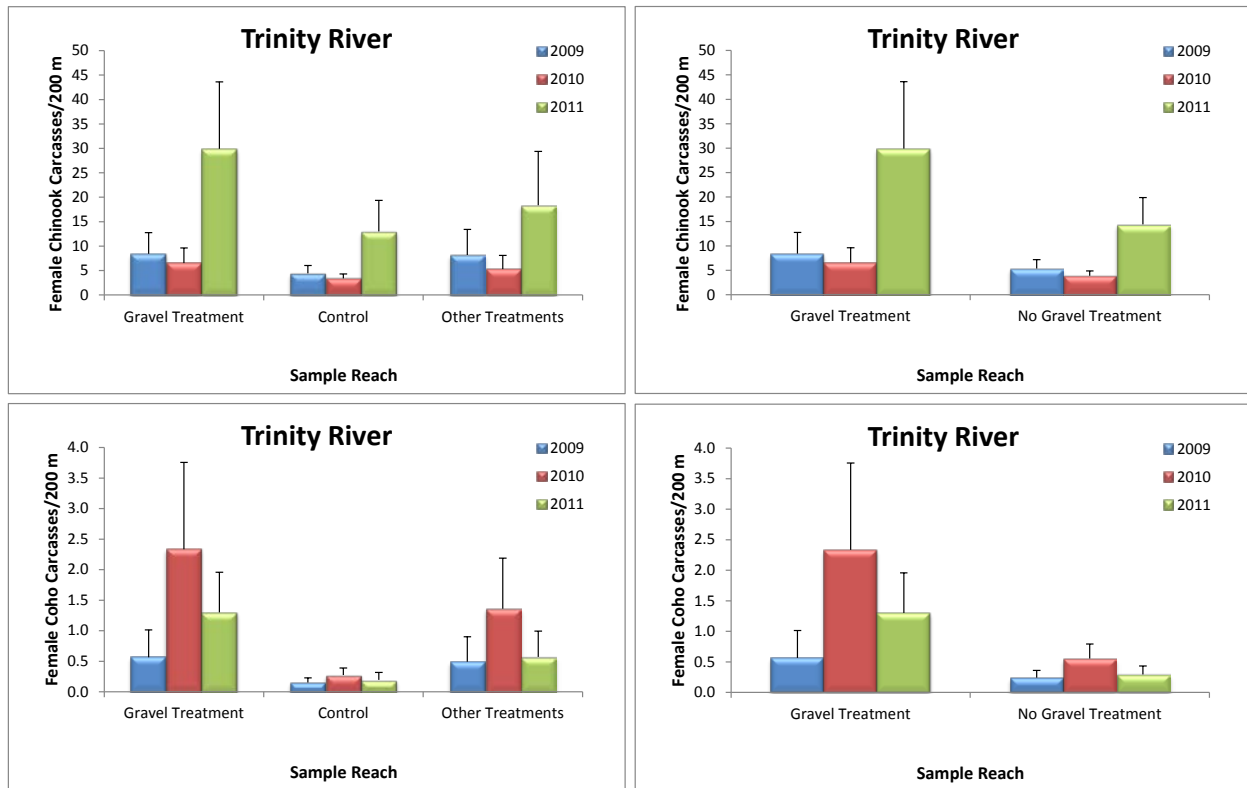 Trinity River
Female Chinook Carcasses/200 m
50
45
40
35
30
25
20
15
10
5
0
2009
2010
2011
Gravel Treatment
Control
Other Treatments
Sample Reach
Trinity River
Female Chinook Carcasses/200 m
50
45
40
35
30
25
20
15
10
5
0
2009
2010
2011
Gravel Treatment
No Gravel Treatment
Sample Reach
Trinity River
Female Coho Carcasses/200 m
4.0
3.5
3.0
2.5
2.0
1.5
1.0
0.5
0.0
2009
2010
2011
Gravel Treatment
Control
Other Treatments
Sample Reach
Trinity River
Female Coho Carcasses/200 m
4.0
3.5
3.0
2.5
2.0
1.5
1.0
0.5
0.0
2009
2010
2011
Gravel Treatment
No Gravel Treatment
Sample Reach